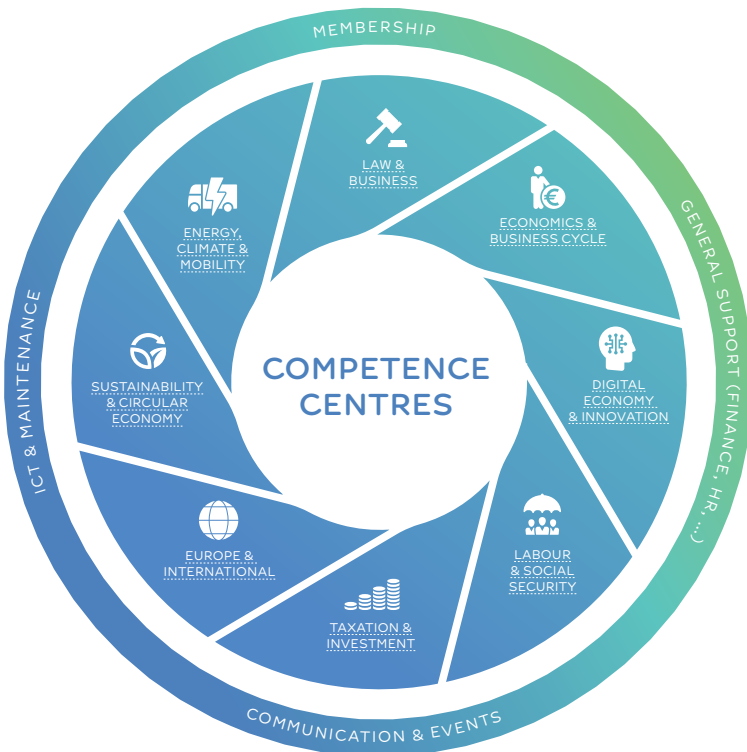 MEMBERSHIP
GENERAL SUPPORT (FINANCE, HR,...)
COMMUNICATION & EVENTS
ICT & MAINTENANCE
COMPETENCE
CENTRES
LAW &
BUSINESS
ECONOMICS &
BUSINESS CYCLE
€
DIGITAL
ECONOMY
& INNOVATION
LABOUR
& SOCIAL
SECURITY
TAXATION &
INVESTMENT
EUROPE &
INTERNATIONAL
SUSTAINABILITY
& CIRCULAR
ECONOMY
ENERGY,
CLIMATE &
MOBILITY